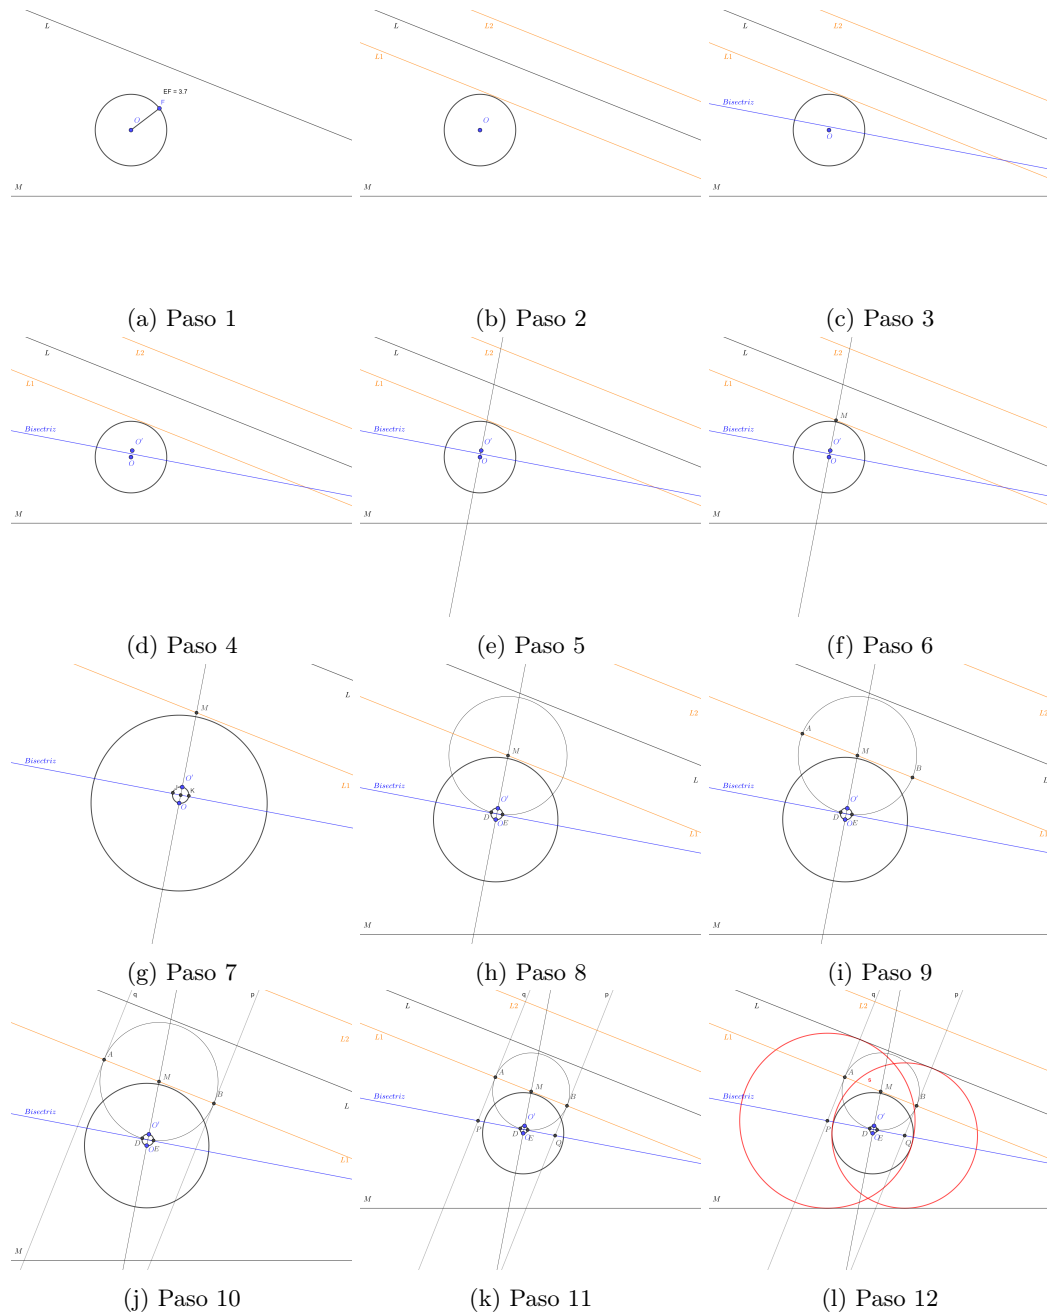 L
EF = 3.7
F
O
M
(a) Paso 1
L2
L
L1
O
M
(b) Paso 2
L2
L
L1
Bisectriz
O
M
(c) Paso 3
L2
L
L1
Bisectriz
O'
O
M
(d) Paso 4
L2
L
L1
Bisectriz
O'
O
M
(e) Paso 5
L2
L
L1
M
Bisectriz
O'
O
M
(f) Paso 6
L
M
Bisectriz
O'
K
L1
O
(g) Paso 7
L2
M
L
Bisectriz
O'
D O E
L1
M
(h) Paso 8
L2
A
M
L
B
Bisectriz
O'
D O E
L1
M
(i) Paso 9
q p
L2
A
M
B
L
Bisectriz
O'
D O E
L1
M
(j) Paso 10
q p
L
L2
L1
A
M
B
Bisectriz
O'
P D O E Q
M
(k) Paso 11
q p
L
L2
L1
A
s
M
B
Bisectriz
O'
P D O E Q
M
(l) Paso 12